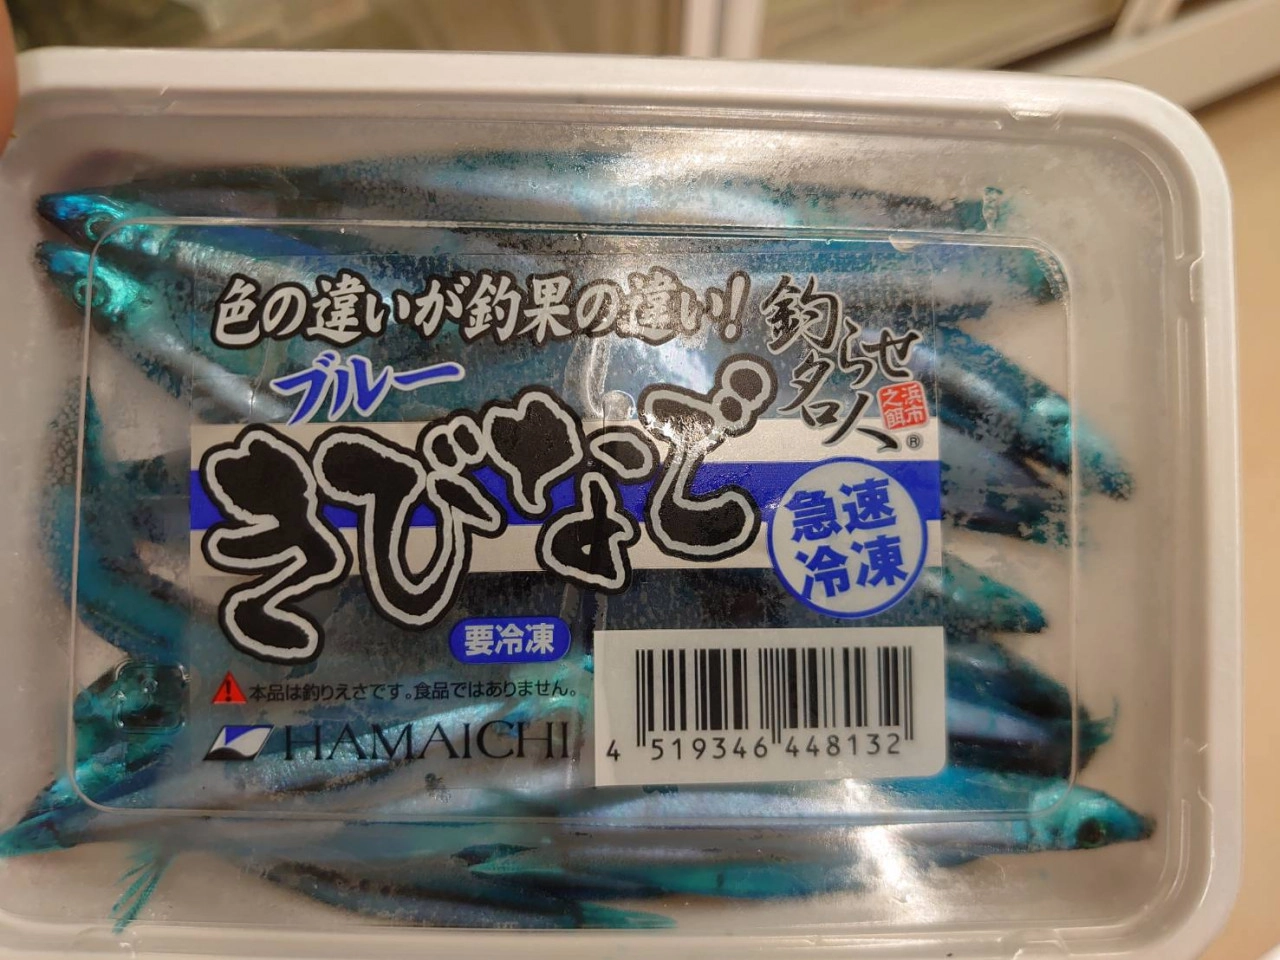 色の違いが釣果の違い!
釣らせ名人
浜市之餌
®
ブルー
きびなご
急速冷凍
要冷凍
本品は釣りえさです。食品ではありません。
HAMAICHI
4 519346 448132